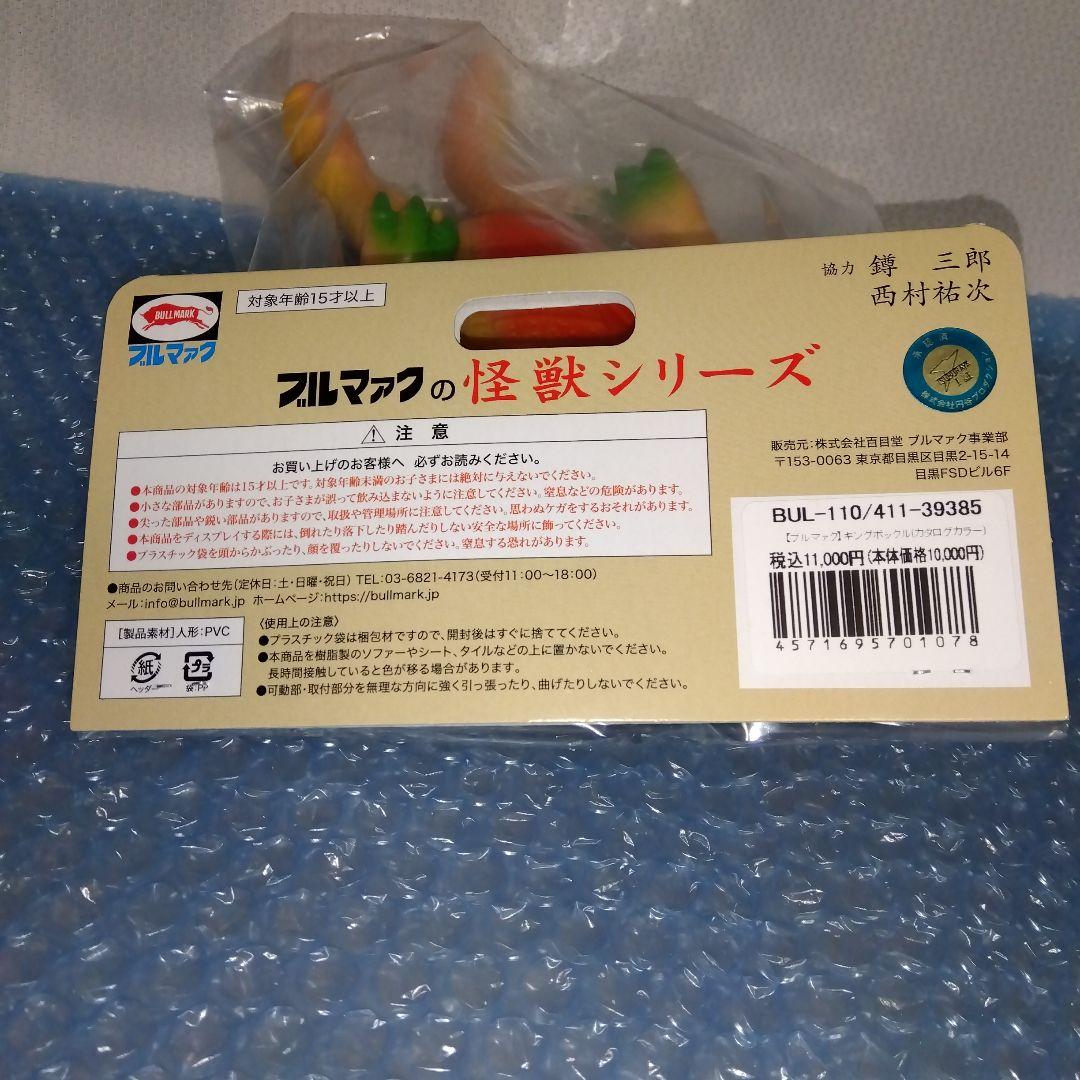 BULLMARK
ブルマァク
対象年齢15才以上
協力 鐏 三郎
西村祐次
ブルマァクの怪獣シリーズ
承認済
株式会社円谷プロダクション
⚠ 注 意
お買い上げのお客様へ 必ずお読みください。
●本商品の対象年齢は15才以上です。対象年齢未満のお子さまには絶対に与えないでください。
●小さな部品がありますので、お子さまが誤って飲み込まないように注意してください。窒息などの危険があります。
●尖った部品や鋭い部品がありますので、取扱や管理場所に注意してください。思わぬケガをするおそれがあります。
●本商品をディスプレイする際には、倒れたり落下したり踏んだりしない安全な場所に飾ってください。
●プラスチック袋を頭からかぶったり、顔を覆ったりしないでください。窒息する恐れがあります。
●商品のお問い合わせ先(定休日:土・日曜・祝日) TEL:03-6821-4173(受付11:00〜18:00)
メール:info@bullmark.jp ホームページ:https://bullmark.jp
[製品素材]人形:PVC
紙
ヘッダー
プラ
袋:PP
〈使用上の注意〉
●プラスチック袋は梱包材ですので、開封後はすぐに捨ててください。
●本商品を樹脂製のソファーやシート、タイルなどの上に置かないでください。
長時間接触していると色が移る場合があります。
●可動部・取付部分を無理な方向に強く引っ張ったり、曲げたりしないでください。
販売元:株式会社百目堂 ブルマァク事業部
〒153-0063 東京都目黒区目黒2-15-14
目黒FSDビル6F
BUL-110/411-39385
【ブルマァク】キングボックル(カタログカラー)
税込11,000円(本体価格10,000円)
4571695701078